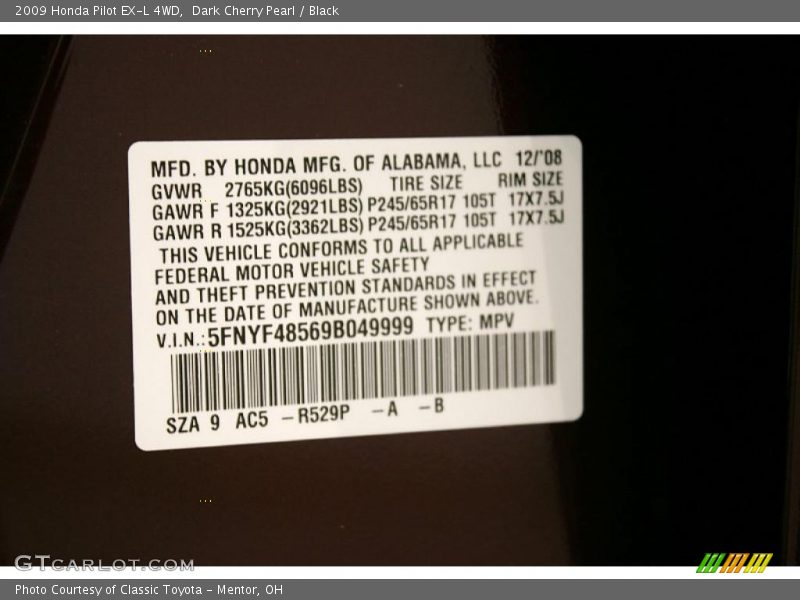 2009 Honda Pilot EX-L 4WD,  Dark Cherry Pearl / Black
MFD. BY HONDA MFG. OF ALABAMA, LLC 12/'08
GVWR 2765KG(6096LBS) TIRE SIZE RIM SIZE
GAWR F 1325KG(2921LBS) P245/65R17 105T 17X7.5J
GAWR R 1525KG(3362LBS) P245/65R17 105T 17X7.5J
THIS VEHICLE CONFORMS TO ALL APPLICABLE
FEDERAL MOTOR VEHICLE SAFETY
AND THEFT PREVENTION STANDARDS IN EFFECT
ON THE DATE OF MANUFACTURE SHOWN ABOVE.
V.I.N.:5FNYF48569B049999 TYPE: MPV
SZA 9 AC5 -R529P -A -B
GTCARLOT.COM
Photo Courtesy of Classic Toyota - Mentor, OH